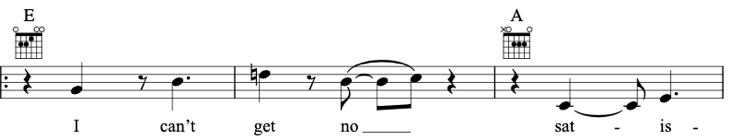 E A
I can't get no sat - is -